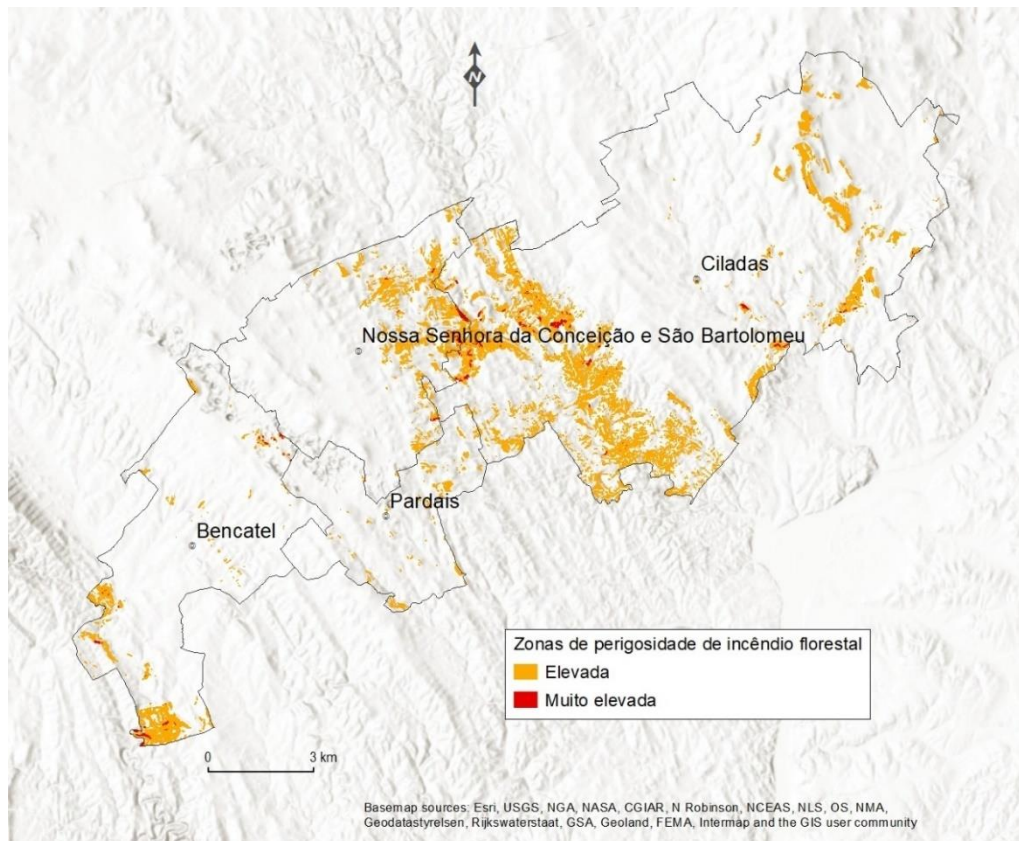 N
Ciladas
Nossa Senhora da Conceição e São Bartolomeu
Pardais
Bencatel
Zonas de perigosidade de incêndio florestal
Elevada
Muito elevada
0 3 km
Basemap sources: Esri, USGS, NGA, NASA, CGIAR, N Robinson, NCEAS, NLS, OS, NMA,
Geodatastyrelsen, Rijkswaterstaat, GSA, Geoland, FEMA, Intermap and the GIS user community